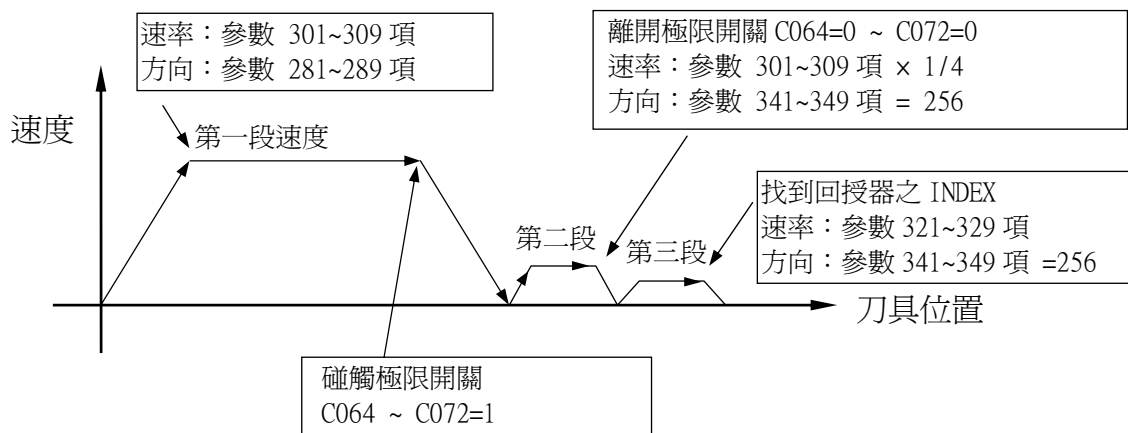 速率：參數 301~309 項
方向：參數 281~289 項
離開極限開關 C064=0 ~ C072=0
速率：參數 301~309 項 × 1/4
方向：參數 341~349 項 = 256
速度
第一段速度
找到回授器之 INDEX
速率：參數 321~329 項
方向：參數 341~349 項 =256
第二段
第三段
刀具位置
碰觸極限開關
C064 ~ C072=1